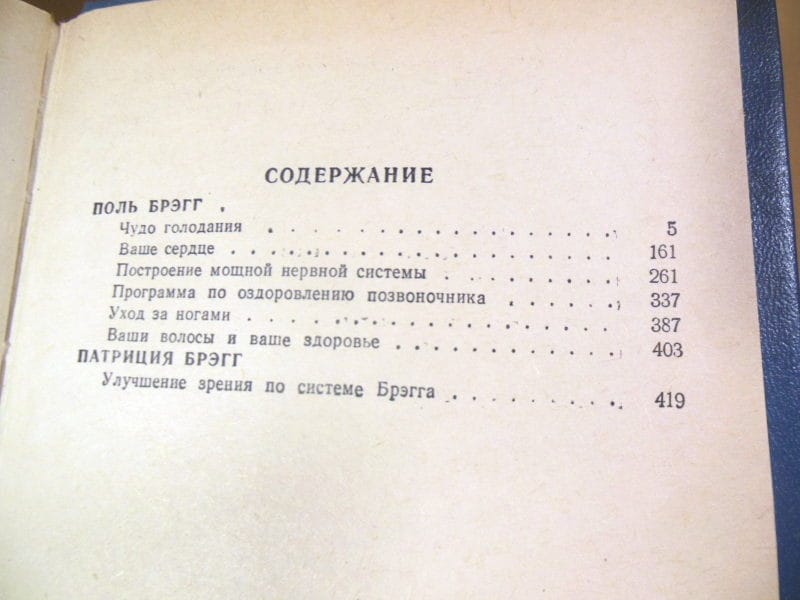 СОДЕРЖАНИЕ
ПОЛЬ БРЭГГ
Чудо голодания . . . . . . . . . . . . . . . . . 5
Ваше сердце . . . . . . . . . . . . . . . . . . 161
Построение мощной нервной системы . . . . . . . . 261
Программа по оздоровлению позвоночника . . . . . . 337
Уход за ногами . . . . . . . . . . . . . . . . . 387
Ваши волосы и ваше здоровье . . . . . . . . . . . 403
ПАТРИЦИЯ БРЭГГ
Улучшение зрения по системе Брэгга . . . . . . . . . 419